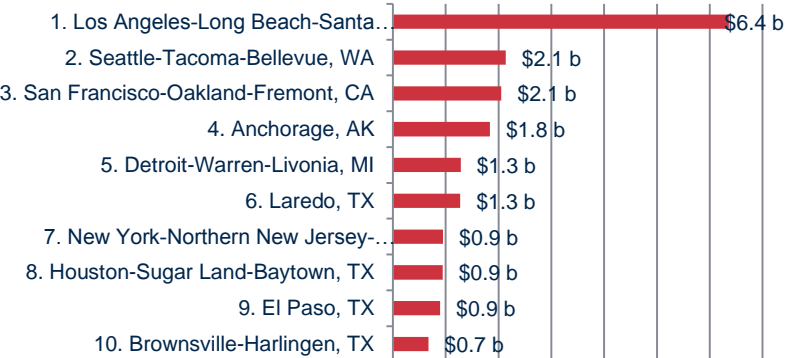 1. Los Angeles-Long Beach-Santa… $6.4 b
2. Seattle-Tacoma-Bellevue, WA $2.1 b
3. San Francisco-Oakland-Fremont, CA $2.1 b
4. Anchorage, AK $1.8 b
5. Detroit-Warren-Livonia, MI $1.3 b
6. Laredo, TX $1.3 b
7. New York-Northern New Jersey-… $0.9 b
8. Houston-Sugar Land-Baytown, TX $0.9 b
9. El Paso, TX $0.9 b
10. Brownsville-Harlingen, TX $0.7 b